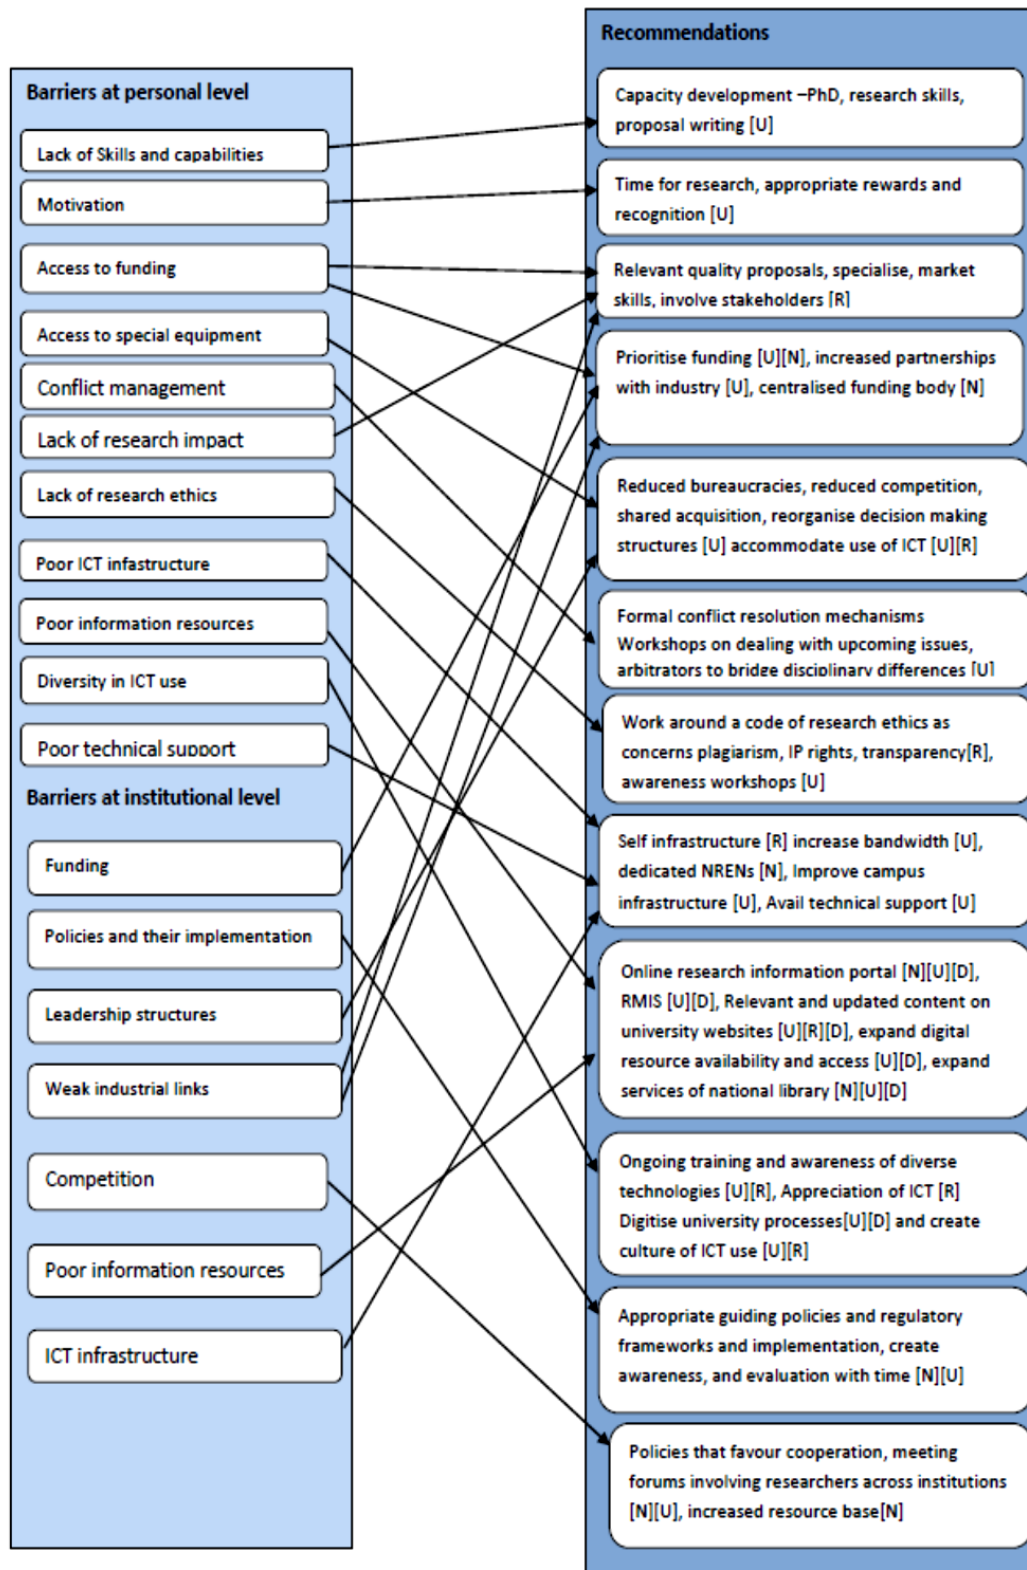 Barriers at personal level
Lack of Skills and capabilities
Motivation
Access to funding
Access to special equipment
Conflict management
Lack of research impact
Lack of research ethics
Poor ICT infastructure
Poor information resources
Diversity in ICT use
Poor technical support
Barriers at institutional level
Funding
Policies and their implementation
Leadership structures
Weak industrial links
Competition
Poor information resources
ICT infrastructure
Recommendations
Capacity development –PhD, research skills,
proposal writing [U]
Time for research, appropriate rewards and
recognition [U]
Relevant quality proposals, specialise, market
skills, involve stakeholders [R]
Prioritise funding [U][N], increased partnerships
with industry [U], centralised funding body [N]
Reduced bureaucracies, reduced competition,
shared acquisition, reorganise decision making
structures [U] accommodate use of ICT [U][R]
Formal conflict resolution mechanisms
Workshops on dealing with upcoming issues,
arbitrators to bridge disciplinary differences [U]
Work around a code of research ethics as
concerns plagiarism, IP rights, transparency[R],
awareness workshops [U]
Self infrastructure [R] increase bandwidth [U],
dedicated NRENs [N], Improve campus
infrastructure [U], Avail technical support [U]
Online research information portal [N][U][D],
RMIS [U][D], Relevant and updated content on
university websites [U][R][D], expand digital
resource availability and access [U][D], expand
services of national library [N][U][D]
Ongoing training and awareness of diverse
technologies [U][R], Appreciation of ICT [R]
Digitise university processes[U][D] and create
culture of ICT use [U][R]
Appropriate guiding policies and regulatory
frameworks and implementation, create
awareness, and evaluation with time [N][U]
Policies that favour cooperation, meeting
forums involving researchers across institutions
[N][U], increased resource base[N]